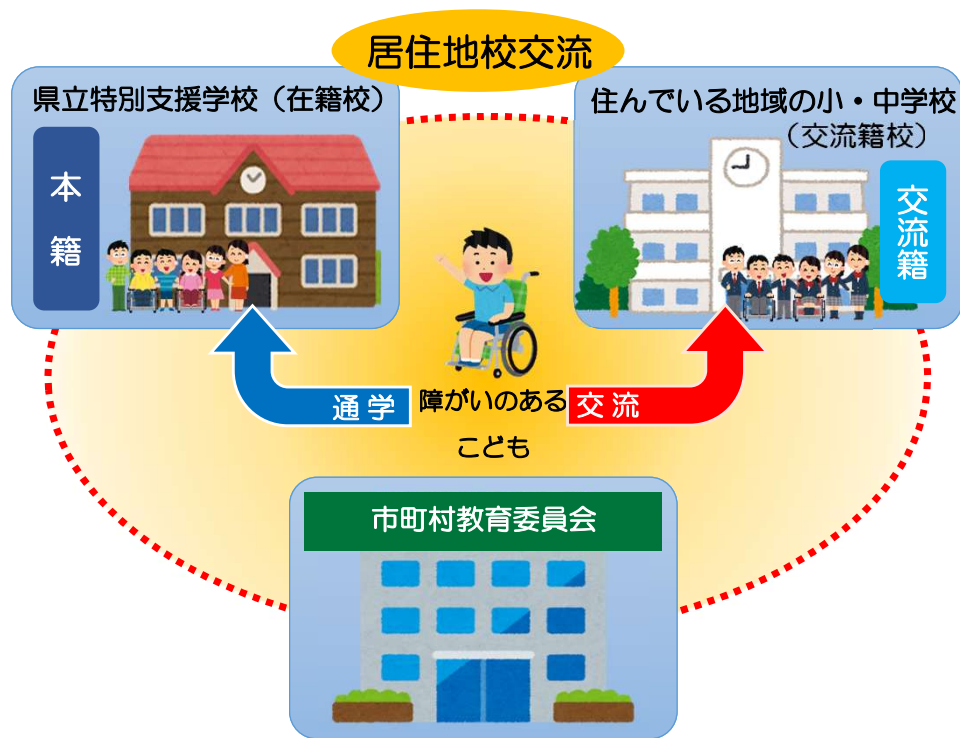 居住地校交流
県立特別支援学校（在籍校）
本籍
住んでいる地域の小・中学校
（交流籍校）
交流籍
通学
障がいのある
こども
交流
市町村教育委員会